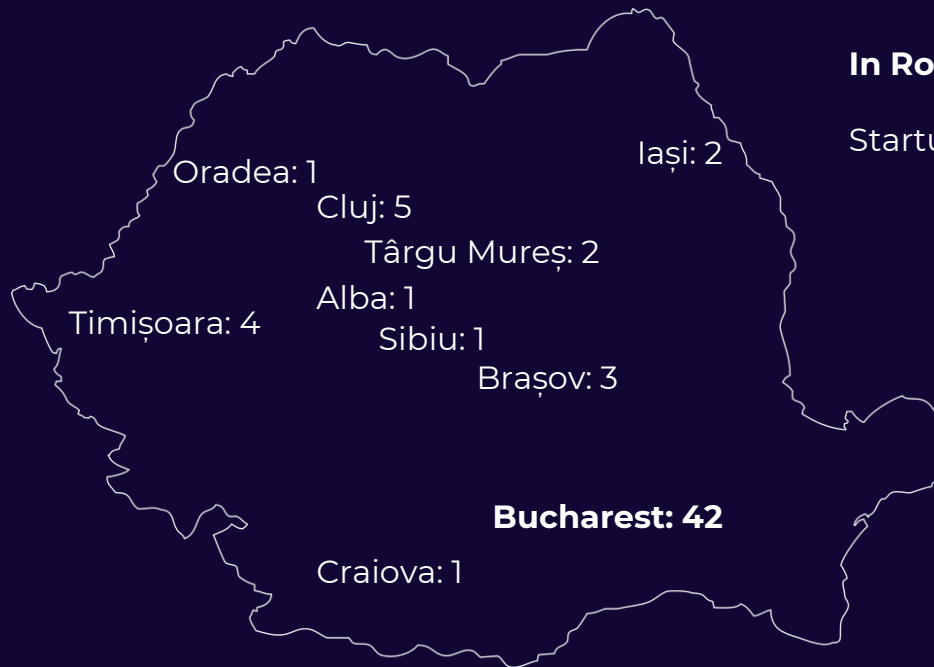 In Ro
Startu
Iași: 2
Oradea: 1
Cluj: 5
Târgu Mureș: 2
Alba: 1
Timișoara: 4
Sibiu: 1
Brașov: 3
Bucharest: 42
Craiova: 1